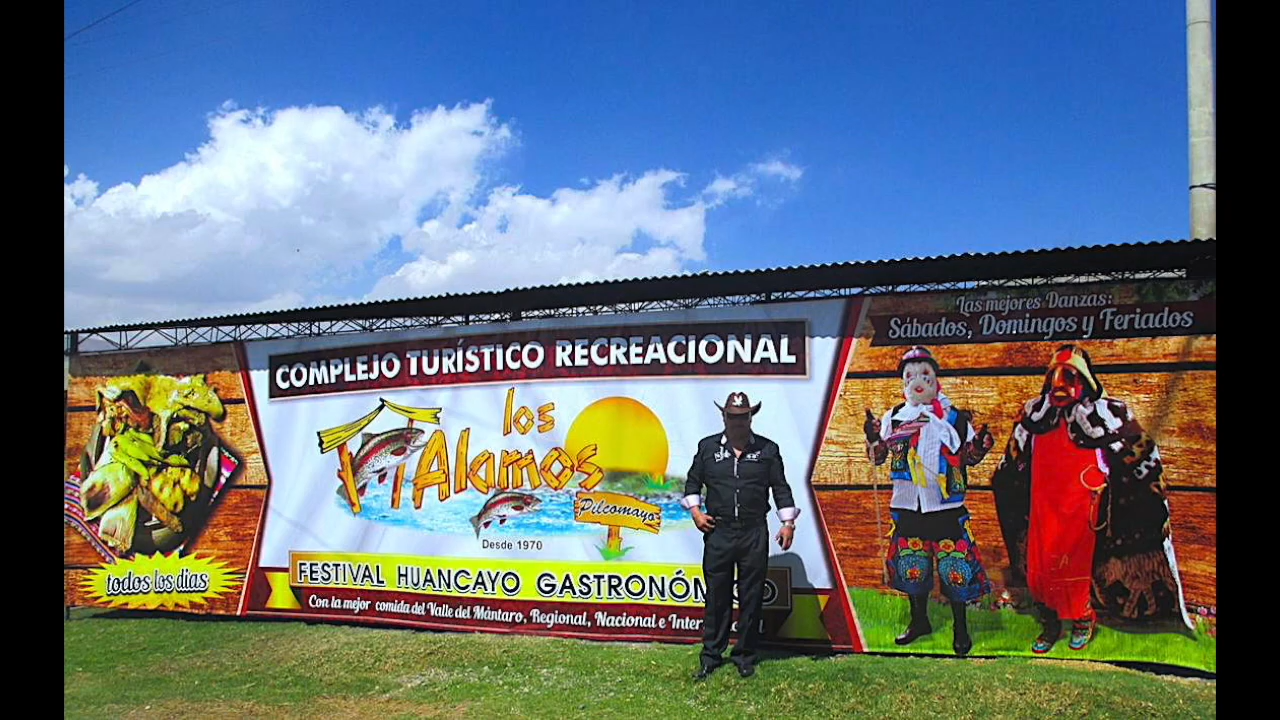 Las mejores Danzas:
Sábados, Domingos y Feriados
COMPLEJO TURÍSTICO RECREACIONAL
los
Alamos
Pilcomayo
Desde 1970
todos los dias
FESTIVAL HUANCAYO GASTRONÓM O
Con la mejor comida del Valle del Mántaro, Regional, Nacional e